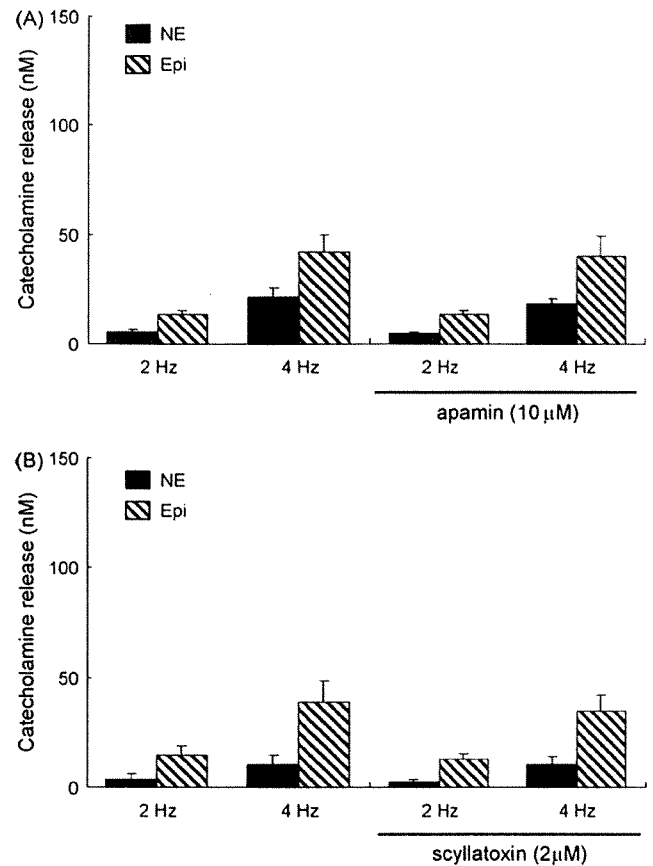 (A)
150
100
50
0
Catecholamine release (nM)
NE
Epi
2 Hz
4 Hz
2 Hz
4 Hz
apamin (10 μM)
(B)
150
100
50
0
Catecholamine release (nM)
NE
Epi
2 Hz
4 Hz
2 Hz
4 Hz
scyllatoxin (2μM)